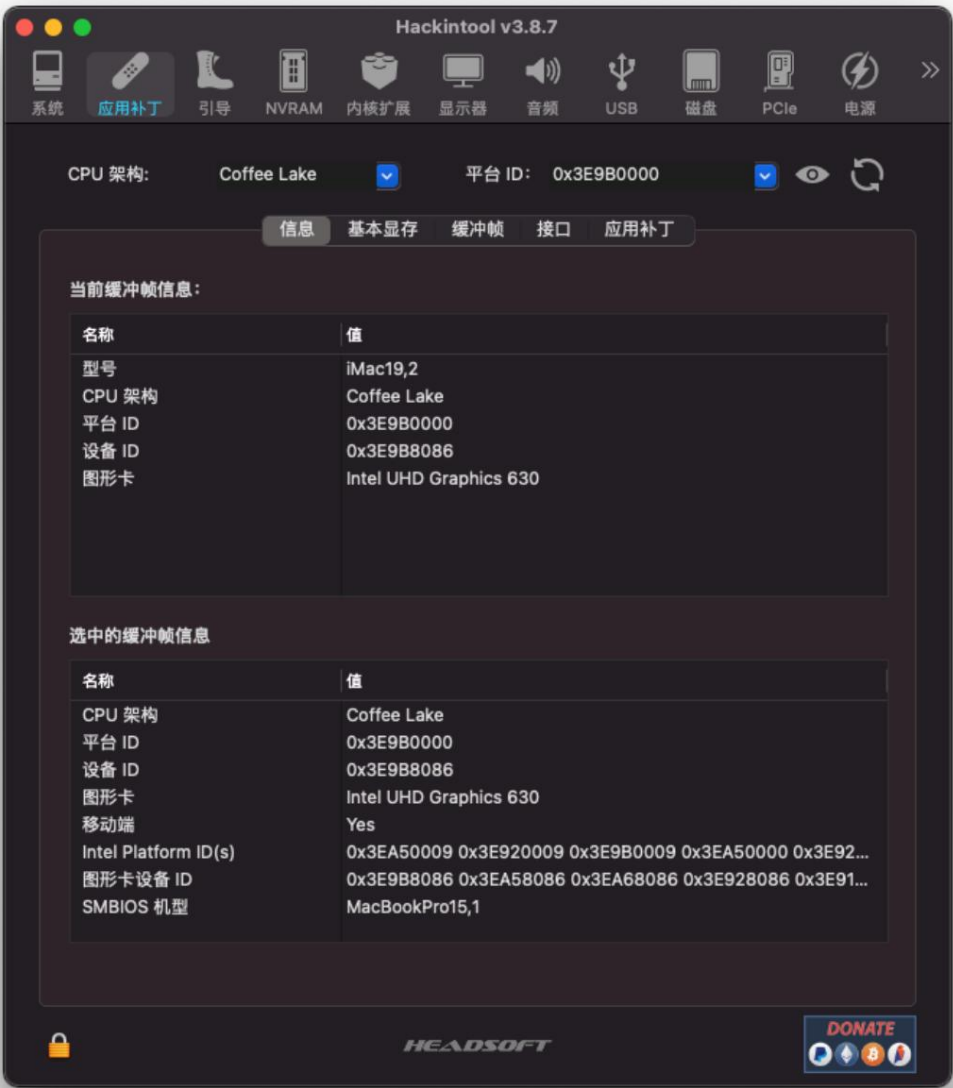 Hackintool v3.8.7
系统 应用补丁 引导 NVRAM 内核扩展 显示器 音频 USB 磁盘 PCIe 电源
CPU 架构: Coffee Lake 平台 ID: 0x3E9B0000
信息 基本显存 缓冲帧 接口 应用补丁
当前缓冲帧信息:
名称 值
型号 iMac19,2
CPU 架构 Coffee Lake
平台 ID 0x3E9B0000
设备 ID 0x3E9B8086
图形卡 Intel UHD Graphics 630
选中的缓冲帧信息
名称 值
CPU 架构 Coffee Lake
平台 ID 0x3E9B0000
设备 ID 0x3E9B8086
图形卡 Intel UHD Graphics 630
移动端 Yes
Intel Platform ID(s) 0x3EA50009 0x3E920009 0x3E9B0009 0x3EA50000 0x3E92...
图形卡设备 ID 0x3E9B8086 0x3EA58086 0x3EA68086 0x3E928086 0x3E91...
SMBIOS 机型 MacBookPro15,1
HEADSOFT
DONATE